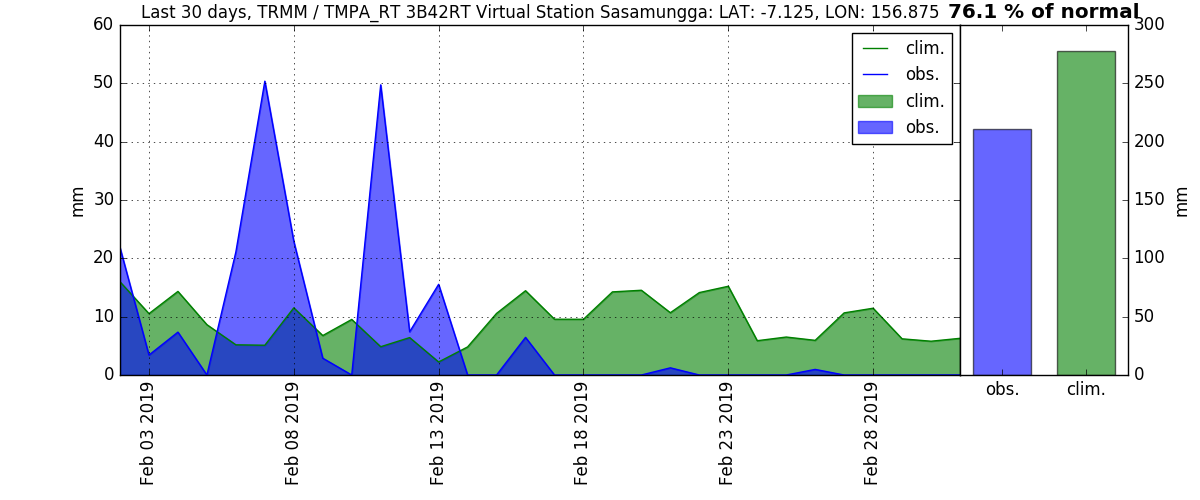 Last 30 days, TRMM / TMPA_RT 3B42RT Virtual Station Sasamungga: LAT: -7.125, LON: 156.875
76.1 % of normal
60
50
40
30
20
10
0
mm
clim.
obs.
clim.
obs.
Feb 03 2019
Feb 08 2019
Feb 13 2019
Feb 18 2019
Feb 23 2019
Feb 28 2019
300
250
200
150
100
50
0
mm
obs.
clim.